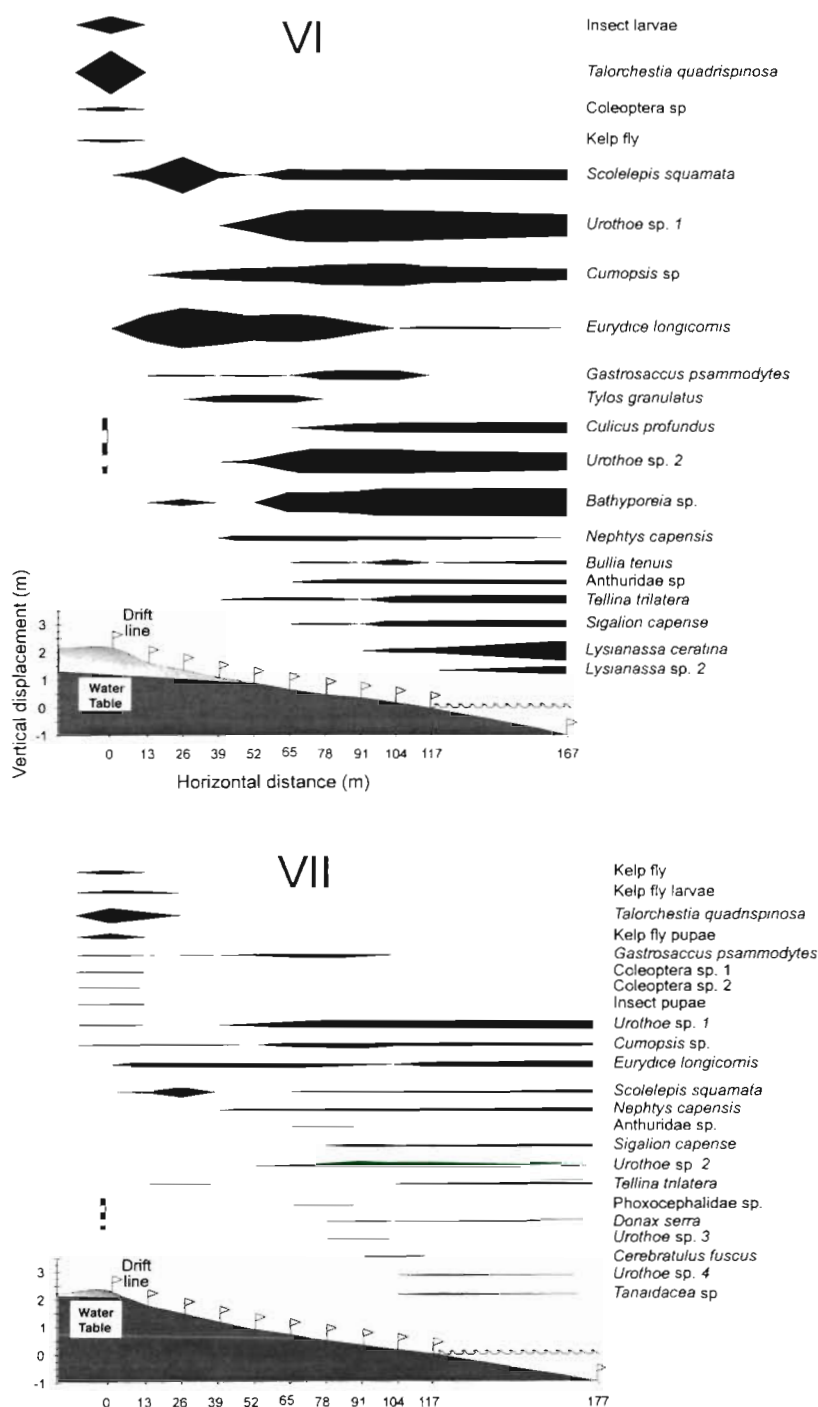 VI
Insect larvae
Talorchestia quadrispinosa
Coleoptera sp
Kelp fly
Scolelepis squamata
Urothoe sp. 1
Cumopsis sp
Eurydice longicornis
Gastrosaccus psammodytes
Tylos granulatus
Culicus profundus
Urothoe sp. 2
Bathyporeia sp.
Nephtys capensis
Bullia tenuis
Anthuridae sp
Tellina trilatera
Sigalion capense
Lysianassa ceratina
Lysianassa sp. 2
Vertical displacement (m)
3
2
1
0
-1
Drift
line
Water
Table
0 13 26 39 52 65 78 91 104 117 167
Horizontal distance (m)
VII
Kelp fly
Kelp fly larvae
Talorchestia quadrispinosa
Kelp fly pupae
Gastrosaccus psammodytes
Coleoptera sp. 1
Coleoptera sp. 2
Insect pupae
Urothoe sp. 1
Cumopsis sp.
Eurydice longicornis
Scolelepis squamata
Nephtys capensis
Anthuridae sp.
Sigalion capense
Urothoe sp 2
Tellina trilatera
Phoxocephalidae sp.
Donax serra
Urothoe sp. 3
Cerebratulus fuscus
Urothoe sp. 4
Tanaidacea sp
3
2
1
0
-1
Drift
line
Water
Table
0 13 26 39 52 65 78 91 104 117 177